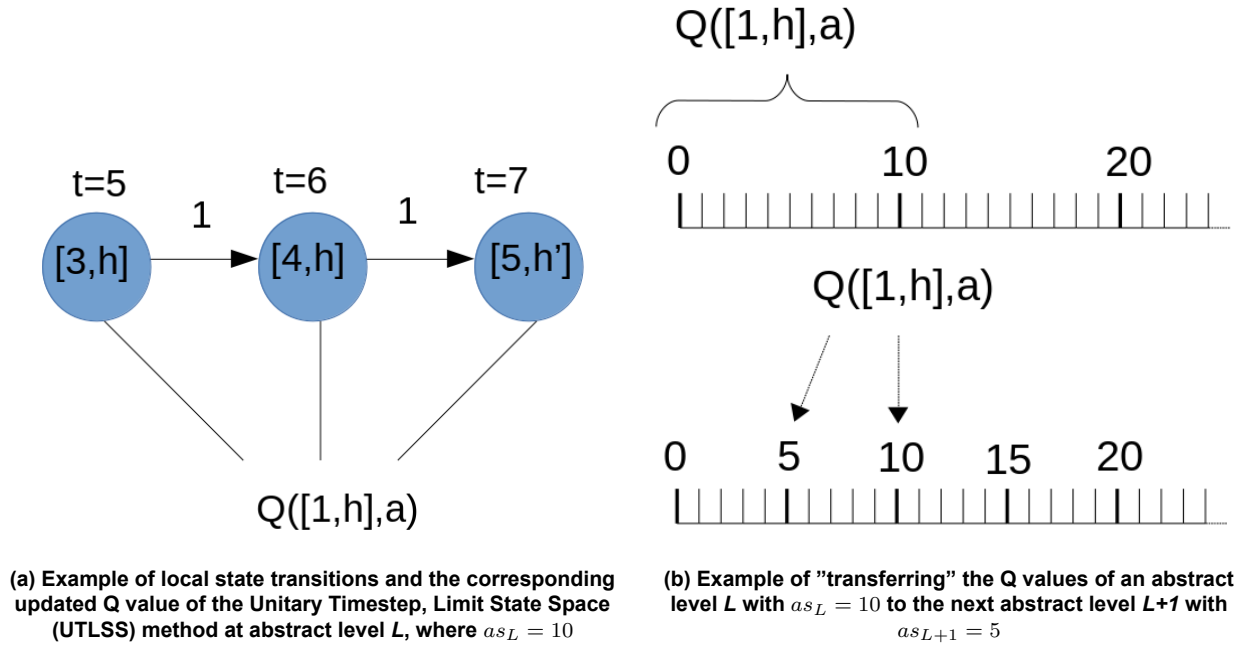 t=5
t=6
t=7
1
1
[3,h]
[4,h]
[5,h']
Q([1,h],a)
(a) Example of local state transitions and the corresponding
updated Q value of the Unitary Timestep, Limit State Space
(UTLSS) method at abstract level L, where as_L = 10
Q([1,h],a)
0 10 20
Q([1,h],a)
0 5 10 15 20
(b) Example of ”transferring” the Q values of an abstract
level L with as_L = 10 to the next abstract level L+1 with
as_{L+1} = 5